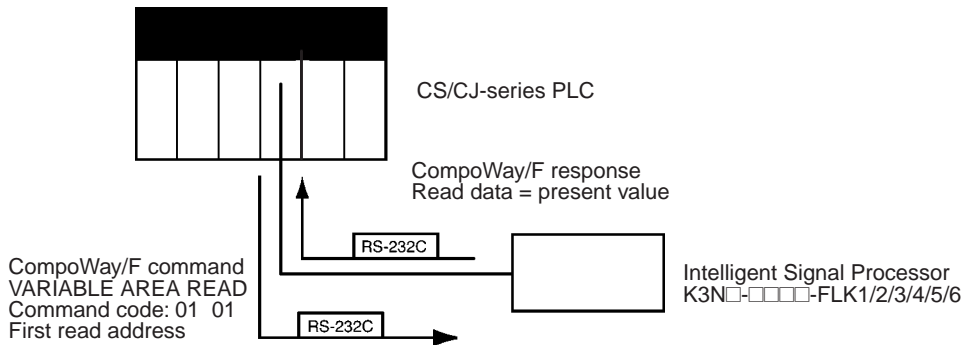 CS/CJ-series PLC
CompoWay/F response
Read data = present value
RS-232C
CompoWay/F command
VARIABLE AREA READ
Command code: 01 01
First read address
RS-232C
Intelligent Signal Processor
K3N□-□□□□-FLK1/2/3/4/5/6